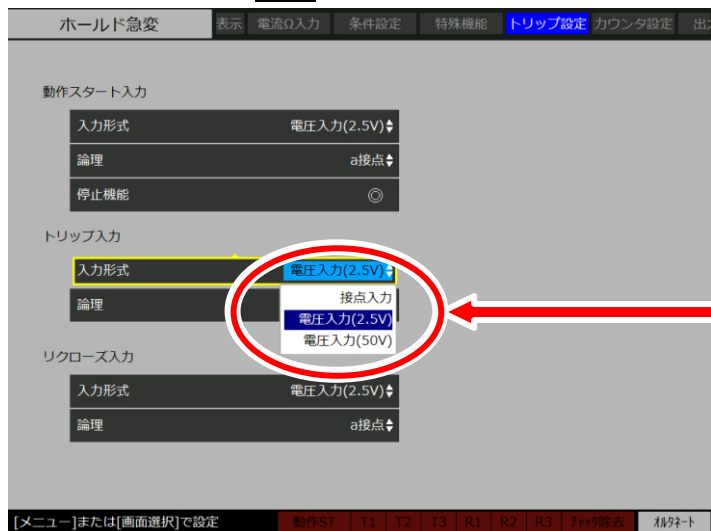 ホールド急変 表示 電流Ω入力 条件設定 特殊機能 トリップ設定 カウンタ設定
動作スタート入力
入力形式 電圧入力(2.5V)
論理 a接点
停止機能 ◎
トリップ入力
入力形式 電圧入力(2.5V)
接点入力
論理
電圧入力(2.5V)
電圧入力(50V)
リクローズ入力
入力形式 電圧入力(2.5V)
論理 a接点
[メニュー]または[画面選択]で設定 動作ST T1 T2 T3 R1 R2 R3 ﾁｬｯﾀ除去 ｵﾙﾀﾈｰﾄ